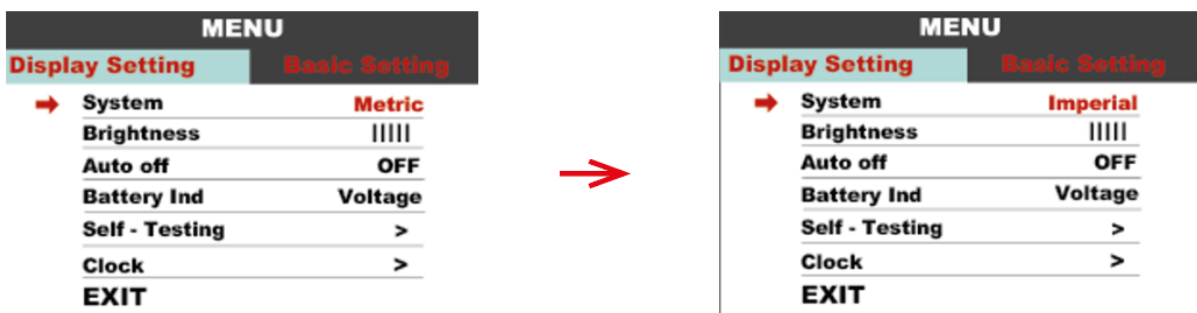 MENU
Display Setting Basic Setting
System Metric
Brightness |||||
Auto off OFF
Battery Ind Voltage
Self - Testing >
Clock >
EXIT
MENU
Display Setting Basic Setting
System Imperial
Brightness |||||
Auto off OFF
Battery Ind Voltage
Self - Testing >
Clock >
EXIT